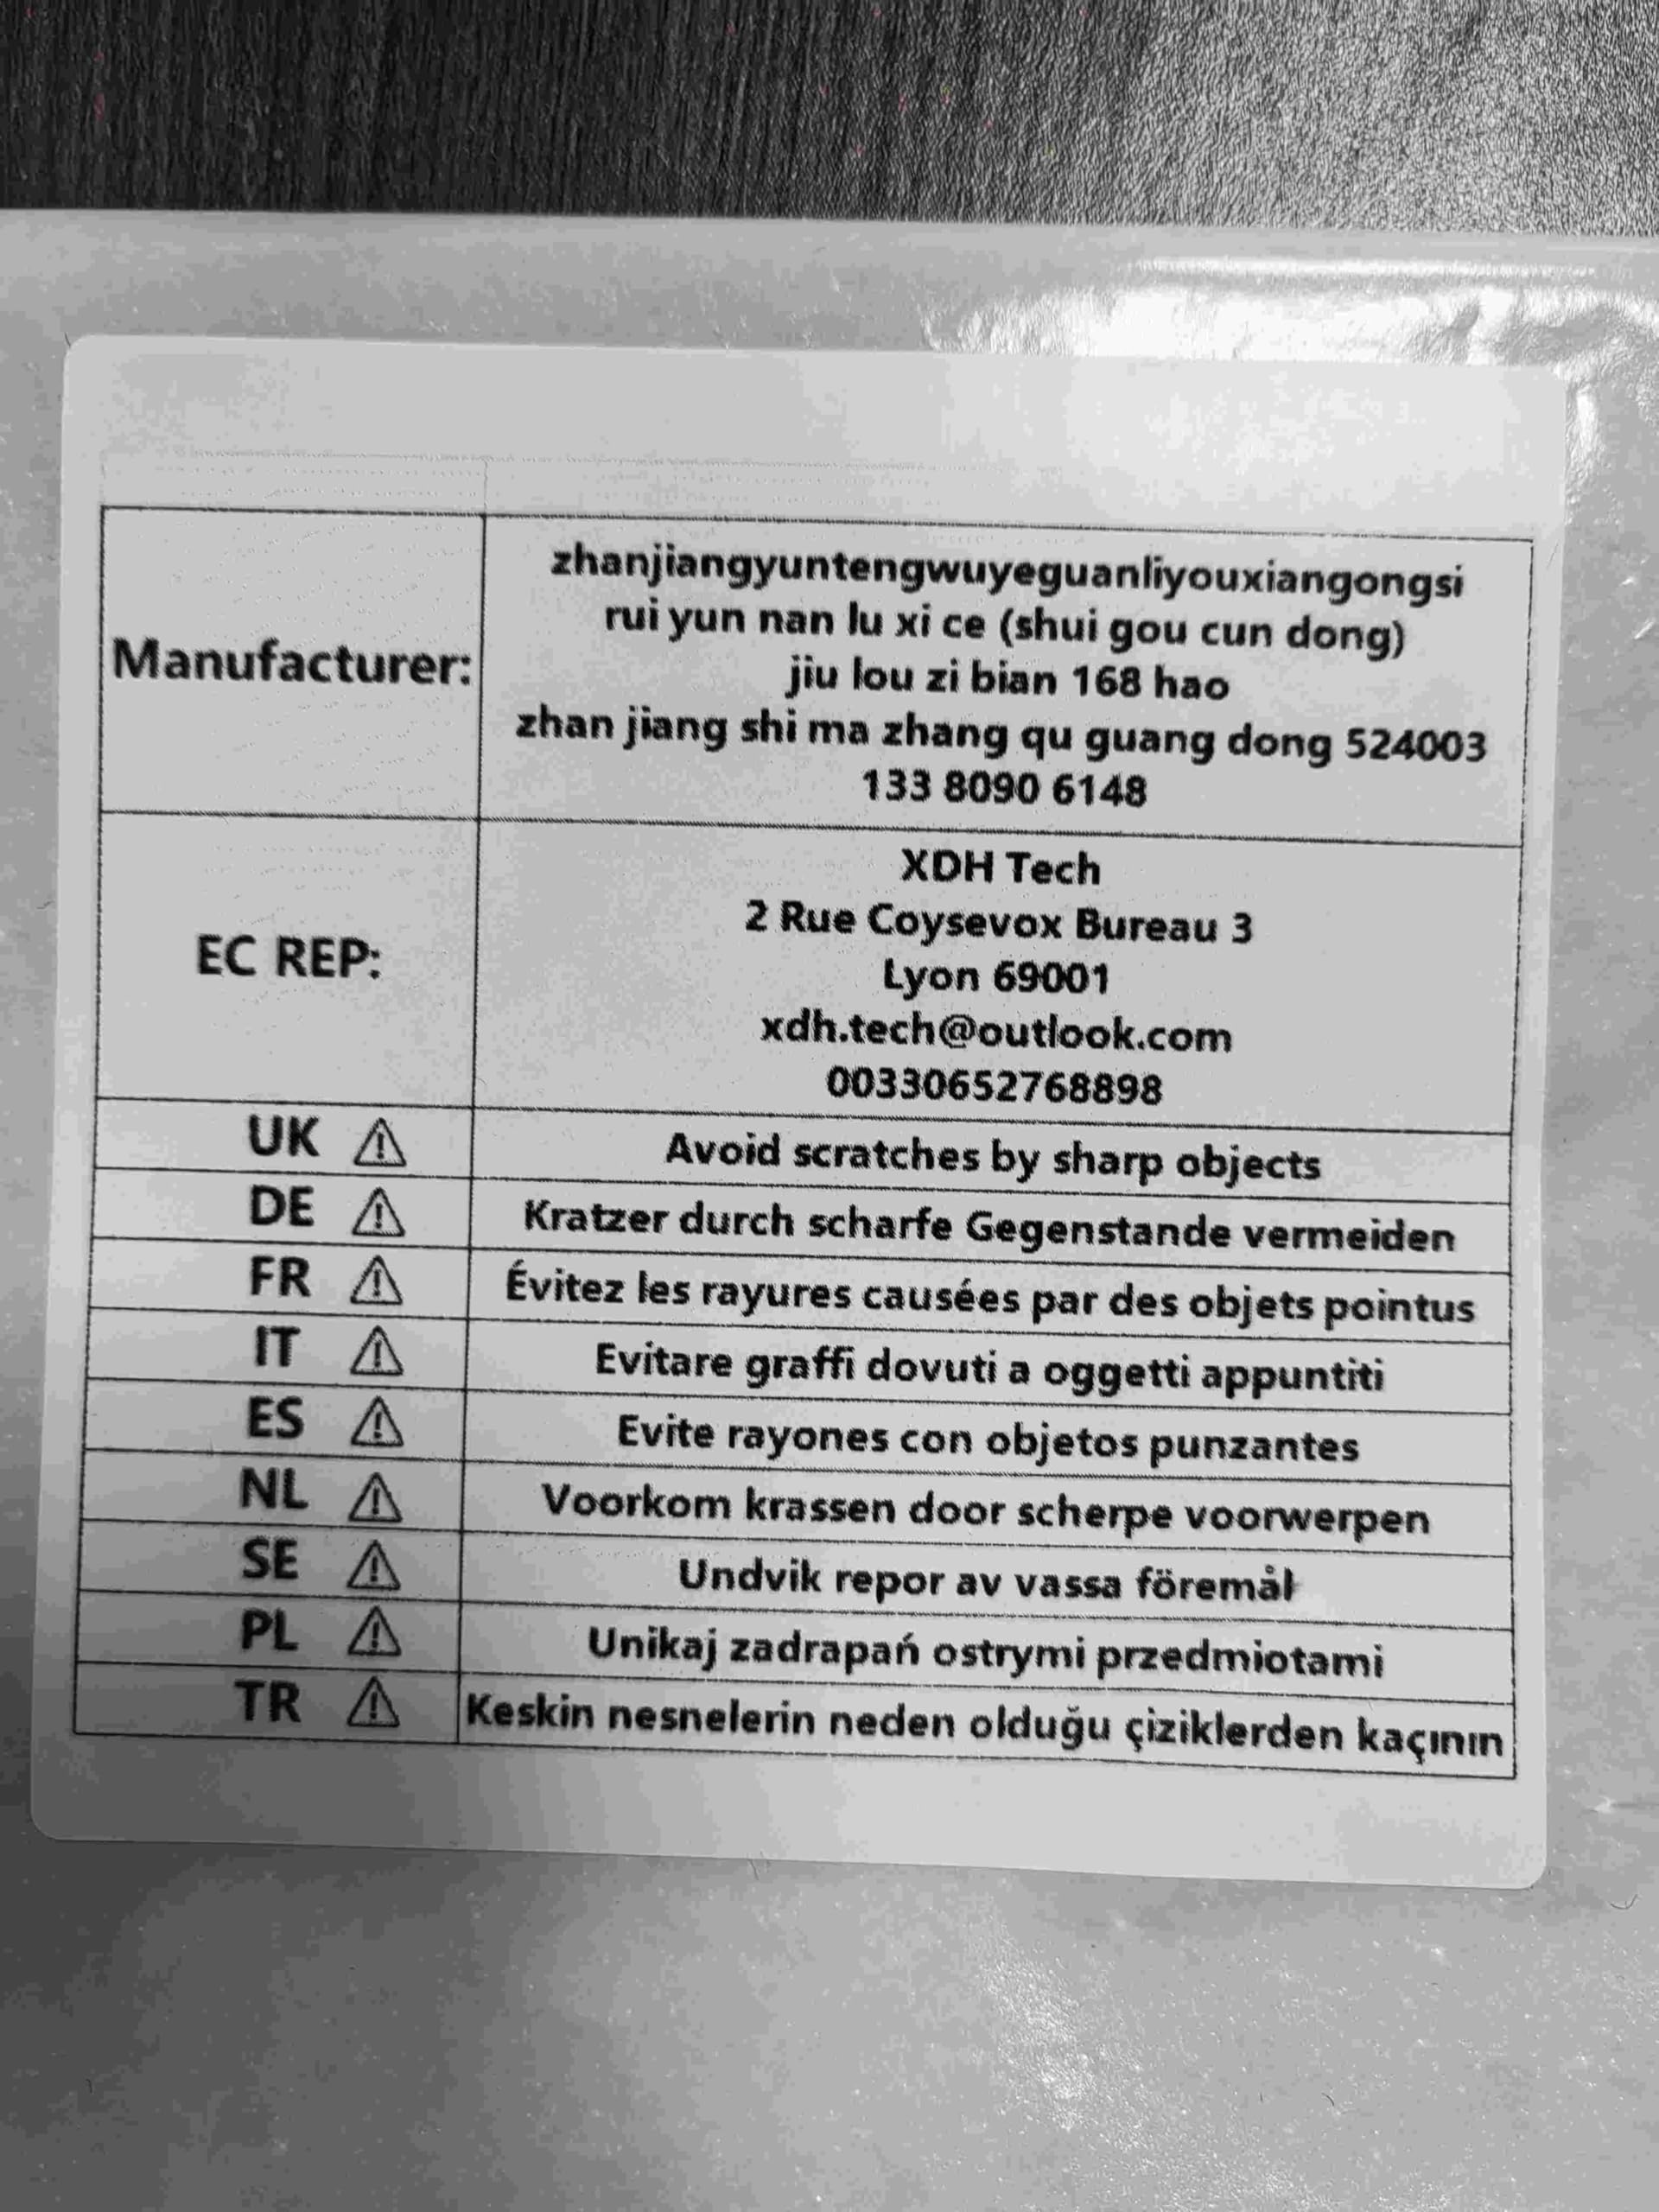 Manufacturer:
zhanjiangyuntengwuyeguanliyouxiangongsi
rui yun nan lu xi ce (shui gou cun dong)
jiu lou zi bian 168 hao
zhan jiang shi ma zhang qu guang dong 524003
133 8090 6148
EC REP:
XDH Tech
2 Rue Coysevox Bureau 3
Lyon 69001
xdh.tech@outlook.com
00330652768898
UK ⚠ Avoid scratches by sharp objects
DE ⚠ Kratzer durch scharfe Gegenstande vermeiden
FR ⚠ Évitez les rayures causées par des objets pointus
IT ⚠ Evitare graffi dovuti a oggetti appuntiti
ES ⚠ Evite rayones con objetos punzantes
NL ⚠ Voorkom krassen door scherpe voorwerpen
SE ⚠ Undvik repor av vassa föremål
PL ⚠ Unikaj zadrapań ostrymi przedmiotami
TR ⚠ Keskin nesnelerin neden olduğu çiziklerden kaçının